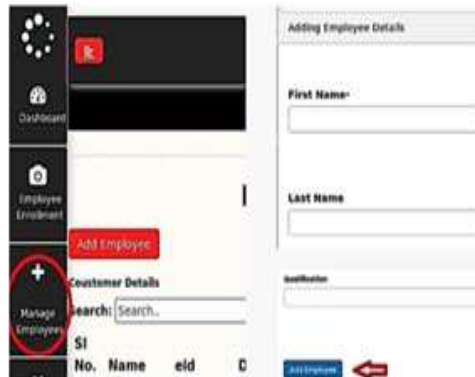 Dashboard
Employee
Enrollment
Manage
Employees
Add Employee
Coustomer Details
Search: Search..
SI
No. Name eId D
Adding Employee Details
First Name*
Last Name
Qualification
Add Employee